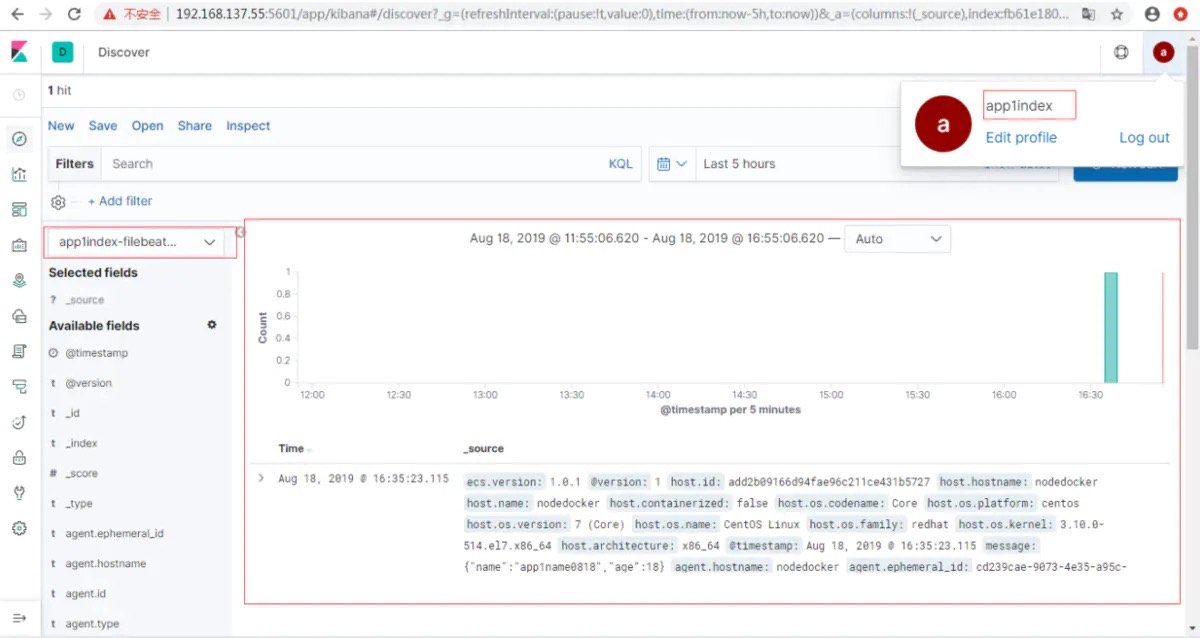 不安全 192.168.137.55:5601/app/kibana#/discover?_g=(refreshInterval:(pause:!t,value:0),time:(from:now-5h,to:now))&_a=(columns:!(_source),index:fb61e180...
D Discover a
1 hit
app1index
a
Edit profile Log out
New Save Open Share Inspect
Filters Search KQL Last 5 hours
+ Add filter
app1index-filebeat...
Aug 18, 2019 @ 11:55:06.620 - Aug 18, 2019 @ 16:55:06.620 — Auto
Selected fields
? _source
Available fields
@timestamp
t @version
t _id
t _index
# _score
t _type
t agent.ephemeral_id
t agent.hostname
t agent.id
t agent.type
Count
1
0.8
0.6
0.4
0.2
0
12:00 12:30 13:00 13:30 14:00 14:30 15:00 15:30 16:00 16:30
@timestamp per 5 minutes
Time _source
Aug 18, 2019 @ 16:35:23.115 ecs.version: 1.0.1 @version: 1 host.id: add2b09166d94fae96c211ce431b5727 host.hostname: nodedocker
host.name: nodedocker host.containerized: false host.os.codename: Core host.os.platform: centos
host.os.version: 7 (Core) host.os.name: CentOS Linux host.os.family: redhat host.os.kernel: 3.10.0-
514.el7.x86_64 host.architecture: x86_64 @timestamp: Aug 18, 2019 @ 16:35:23.115 message:
{"name":"app1name0818","age":18} agent.hostname: nodedocker agent.ephemeral_id: cd239cae-9073-4e35-a95c-